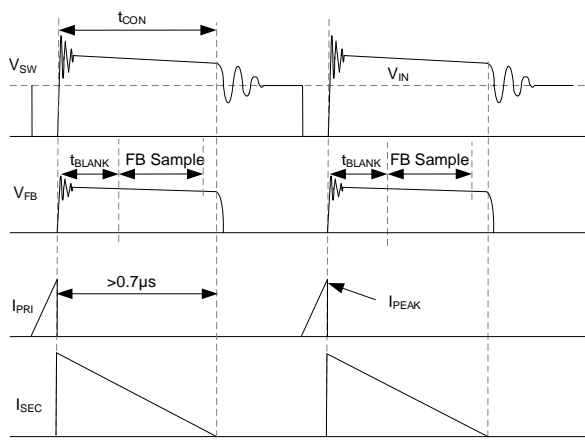 tCON
VSW
VIN
tBLANK FB Sample tBLANK FB Sample
VFB
>0.7µs
IPRI
IPEAK
ISEC